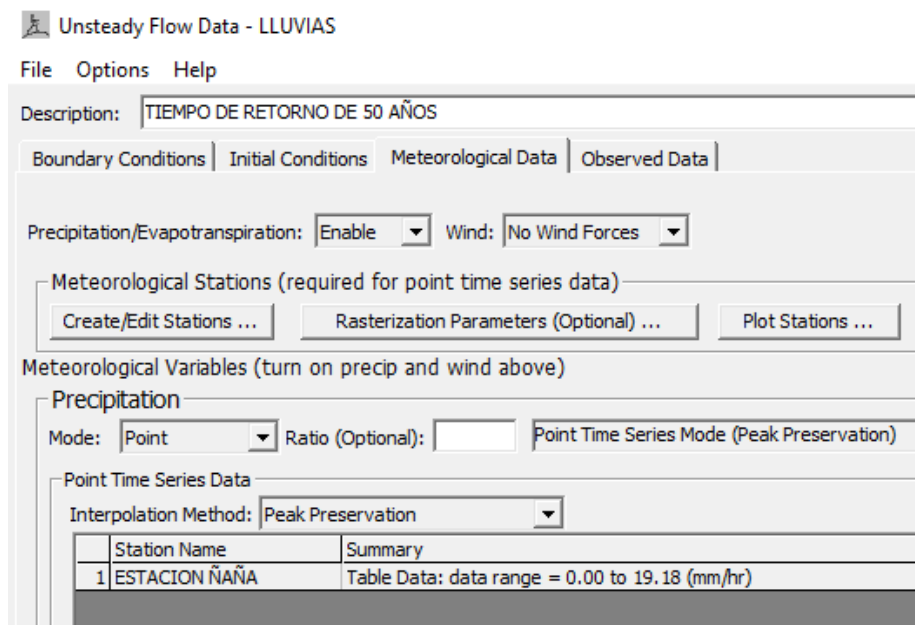 Unsteady Flow Data - LLUVIAS
File Options Help
Description: TIEMPO DE RETORNO DE 50 AÑOS
Boundary Conditions Initial Conditions Meteorological Data Observed Data
Precipitation/Evapotranspiration: Enable Wind: No Wind Forces
Meteorological Stations (required for point time series data)
Create/Edit Stations ... Rasterization Parameters (Optional) ... Plot Stations ...
Meteorological Variables (turn on precip and wind above)
Precipitation
Mode: Point Ratio (Optional): Point Time Series Mode (Peak Preservation)
Point Time Series Data
Interpolation Method: Peak Preservation
Station Name Summary
1 ESTACION ÑAÑA Table Data: data range = 0.00 to 19.18 (mm/hr)